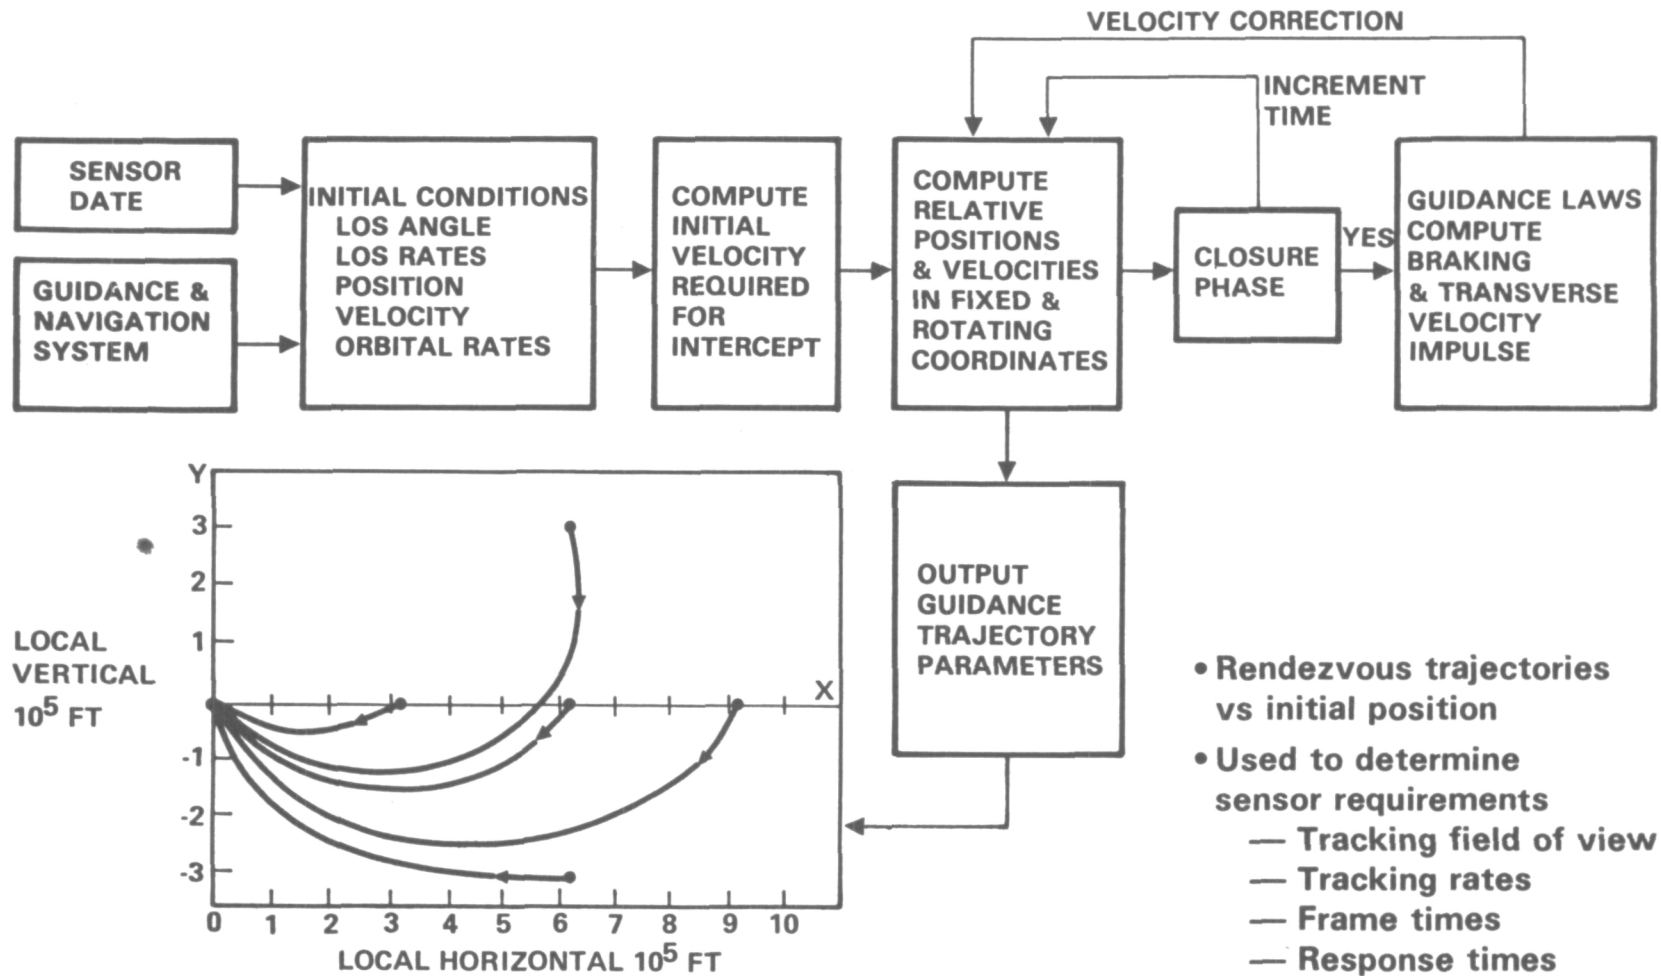 VELOCITY CORRECTION
INCREMENT
TIME
SENSOR
DATE
GUIDANCE &
NAVIGATION
SYSTEM
INITIAL CONDITIONS
LOS ANGLE
LOS RATES
POSITION
VELOCITY
ORBITAL RATES
COMPUTE
INITIAL
VELOCITY
REQUIRED
FOR
INTERCEPT
COMPUTE
RELATIVE
POSITIONS
& VELOCITIES
IN FIXED &
ROTATING
COORDINATES
CLOSURE
PHASE
YES
GUIDANCE LAWS
COMPUTE
BRAKING
& TRANSVERSE
VELOCITY
IMPULSE
OUTPUT
GUIDANCE
TRAJECTORY
PARAMETERS
Y
3
2
1
-1
-2
-3
LOCAL
VERTICAL
10⁵ FT
X
0 1 2 3 4 5 6 7 8 9 10
LOCAL HORIZONTAL 10⁵ FT
• Rendezvous trajectories
vs initial position
• Used to determine
sensor requirements
— Tracking field of view
— Tracking rates
— Frame times
— Response times